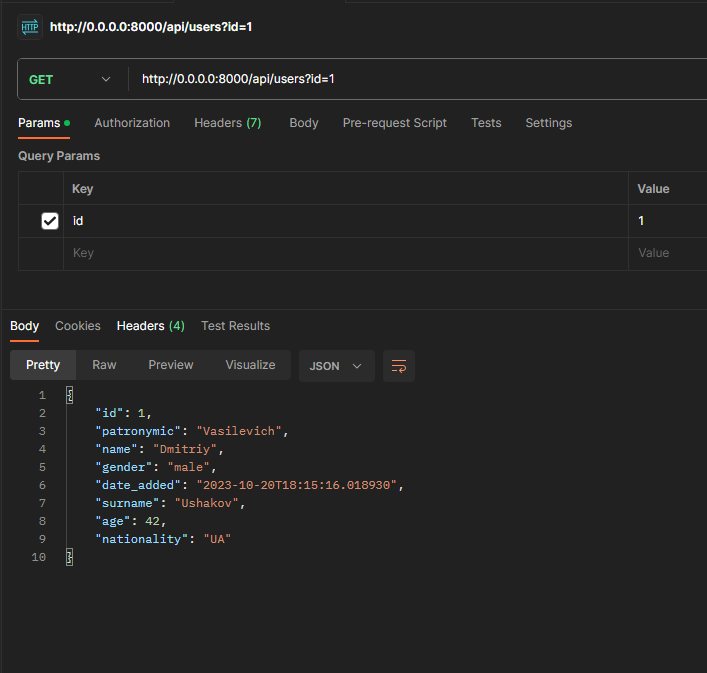 HTTP http://0.0.0.0:8000/api/users?id=1
GET http://0.0.0.0:8000/api/users?id=1
Params Authorization Headers (7) Body Pre-request Script Tests Settings
Query Params
Key Value
id 1
Key Value
Body Cookies Headers (4) Test Results
Pretty Raw Preview Visualize JSON
1 {
2 "id": 1,
3 "patronymic": "Vasilevich",
4 "name": "Dmitriy",
5 "gender": "male",
6 "date_added": "2023-10-20T18:15:16.018930",
7 "surname": "Ushakov",
8 "age": 42,
9 "nationality": "UA"
10 }